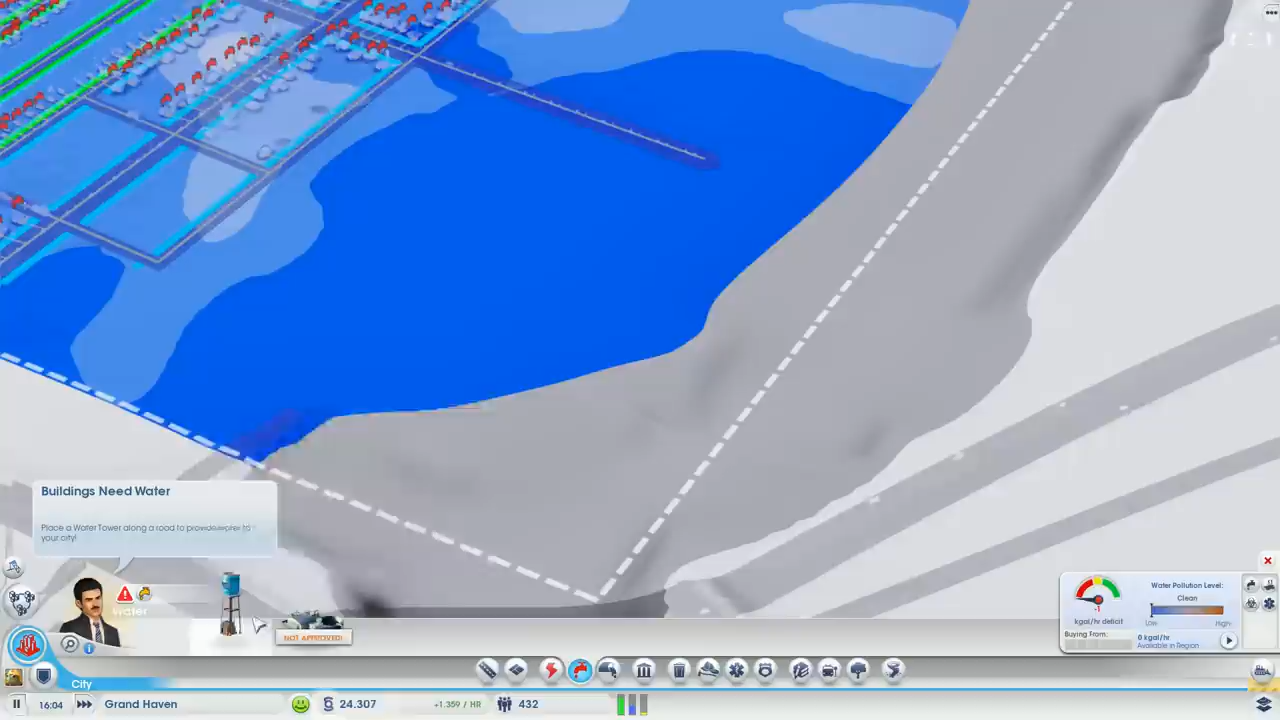 Buildings Need Water
Place a Water Tower along a road to provide water to
your city!
Water
NOT APPROVED!
Water Pollution Level:
Clean
-1
kgal/hr deficit
Low
High
Buying From:
0 kgal/hr
Available in Region
City
16:04
Grand Haven
24.307
+1.359 / HR
432